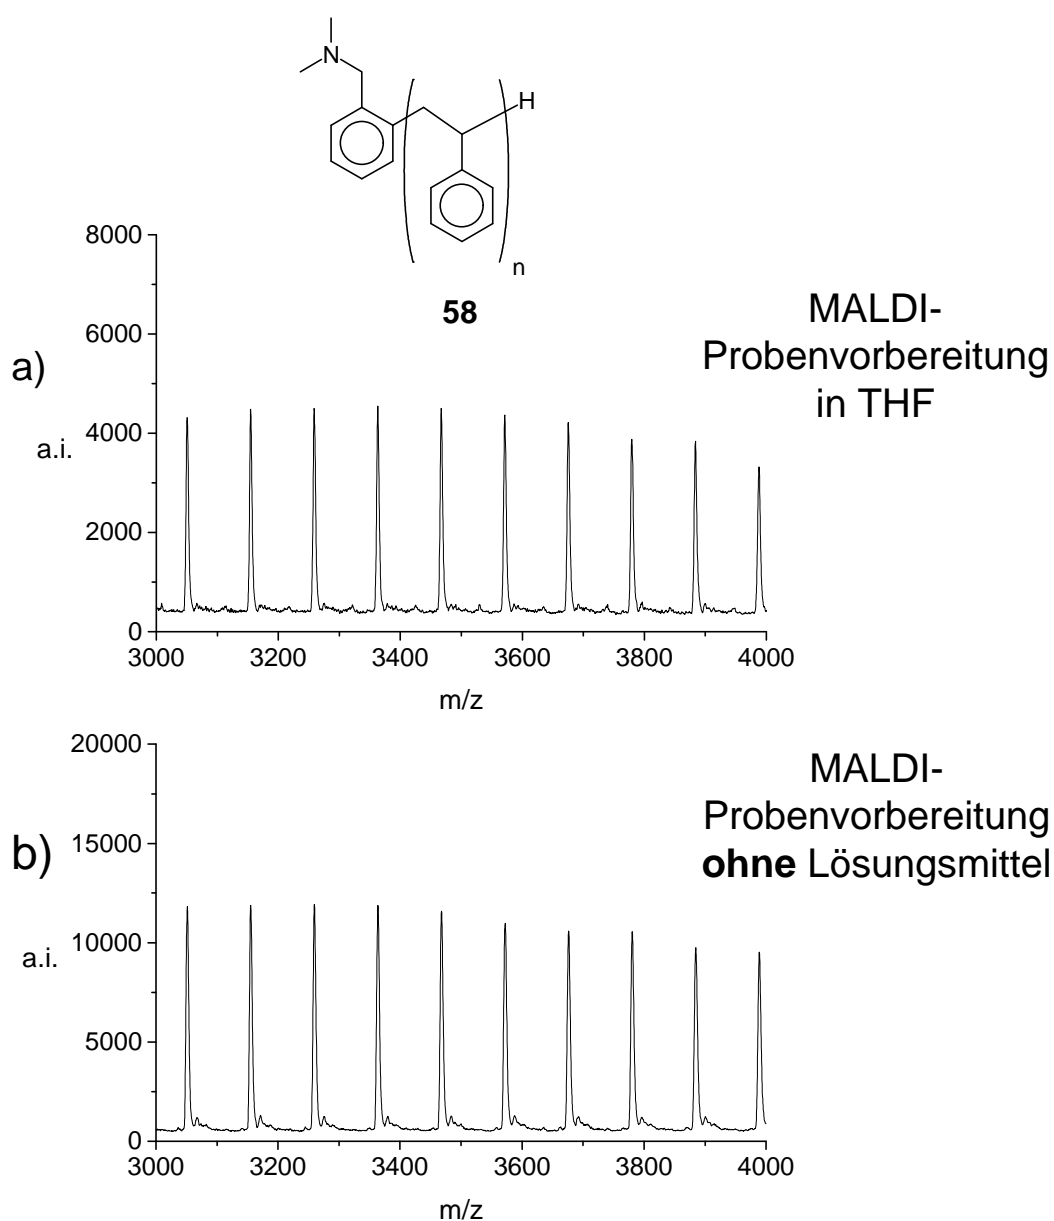 N
H
n
58
a)
MALDI-
Probenvorbereitung
in THF
8000
6000
4000
2000
0
a.i.
3000 3200 3400 3600 3800 4000
m/z
b)
MALDI-
Probenvorbereitung
ohne Lösungsmittel
20000
15000
10000
5000
0
a.i.
3000 3200 3400 3600 3800 4000
m/z